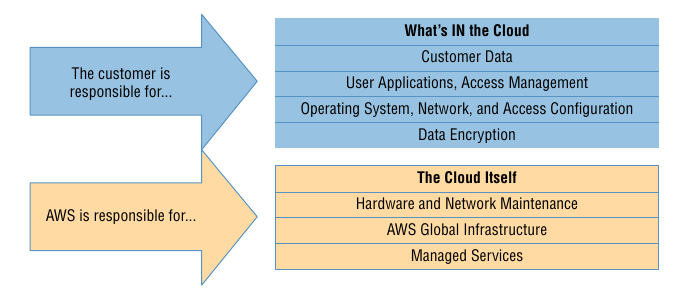 The customer is
responsible for...
What’s IN the Cloud
Customer Data
User Applications, Access Management
Operating System, Network, and Access Configuration
Data Encryption
AWS is responsible for...
The Cloud Itself
Hardware and Network Maintenance
AWS Global Infrastructure
Managed Services